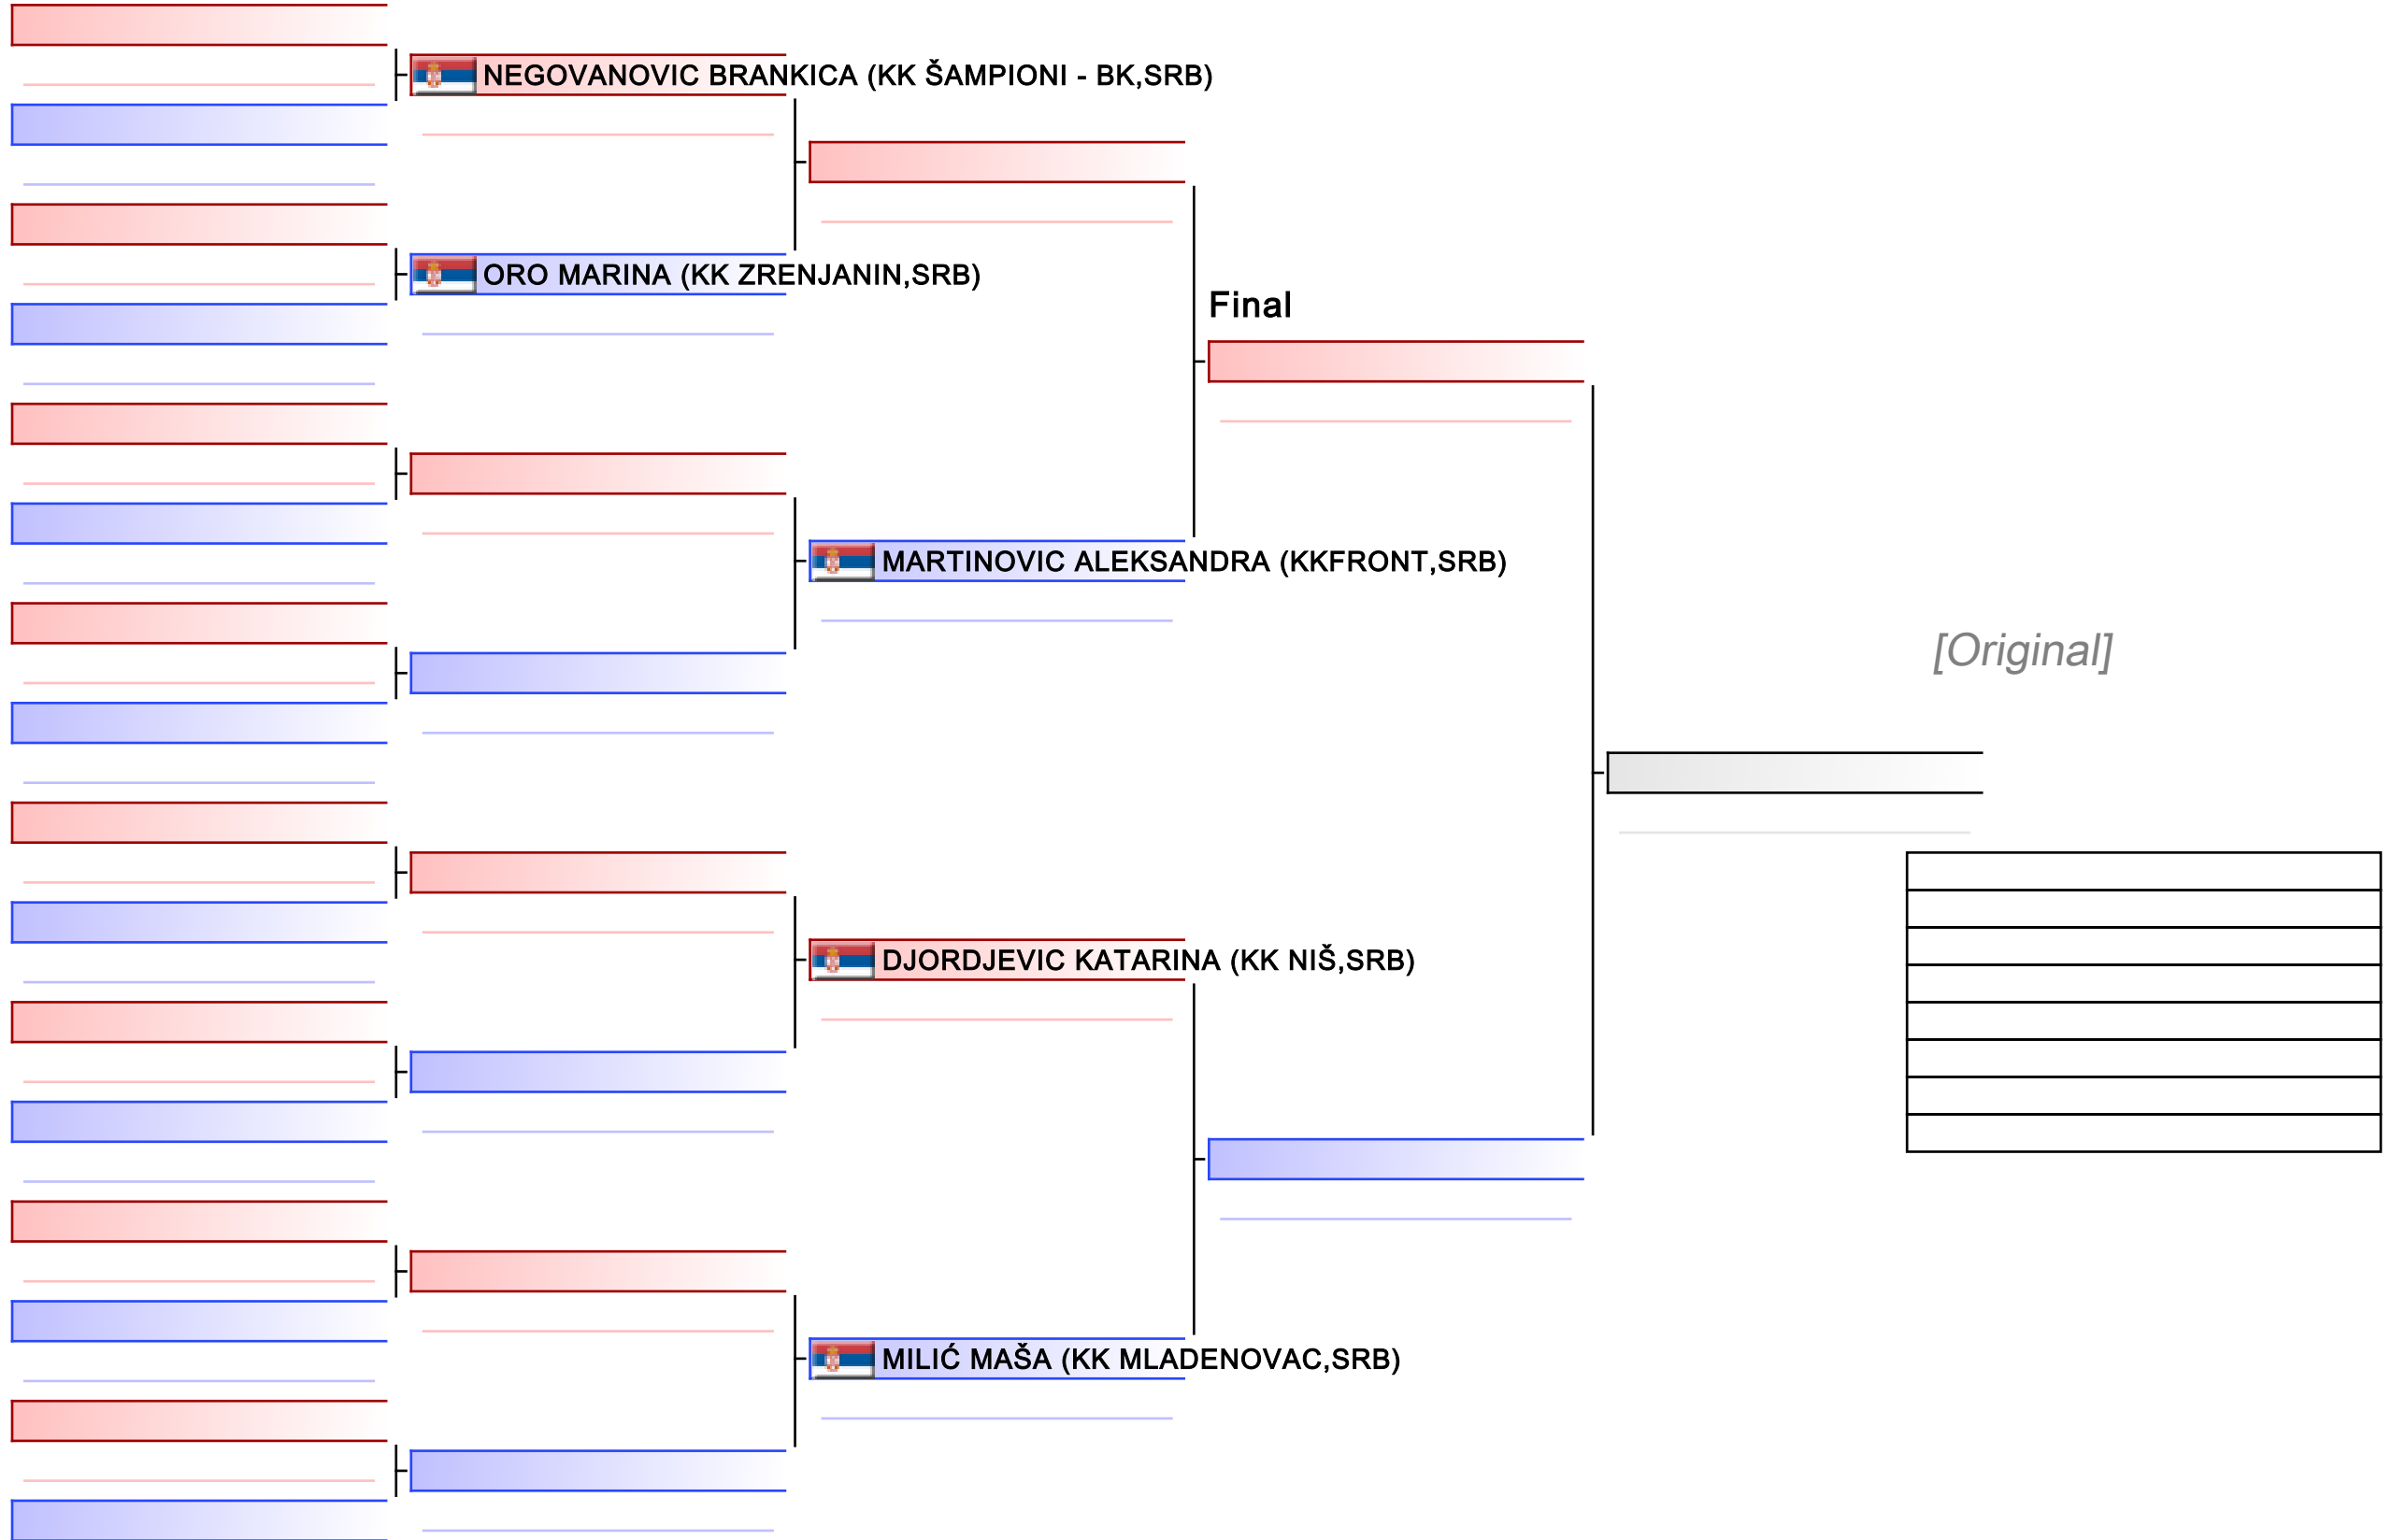 NEGOVANOVIC BRANKICA (KK ŠAMPIONI - BK,SRB)
ORO MARINA (KK ZRENJANIN,SRB)
Final
MARTINOVIC ALEKSANDRA (KKFRONT,SRB)
[Original]
DJORDJEVIC KATARINA (KK NIŠ,SRB)
MILIĆ MAŠA (KK MLADENOVAC,SRB)